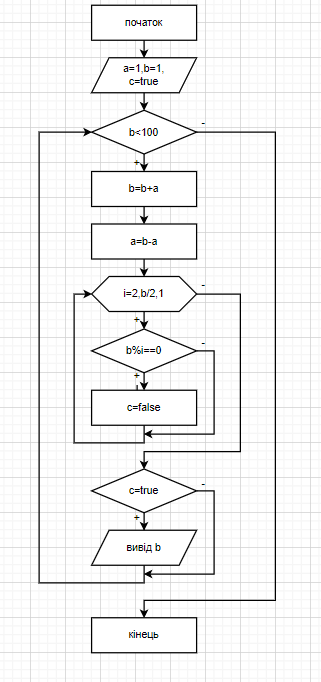 початок
a=1,b=1,
c=true
b<100
-
+
b=b+a
a=b-a
i=2,b/2,1
-
+
b%i==0
-
+
c=false
c=true
-
+
вивід b
кінець